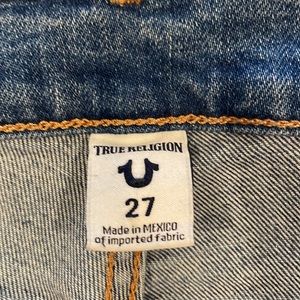 TRUE RELIGION
27
Made in MEXICO
of imported fabric